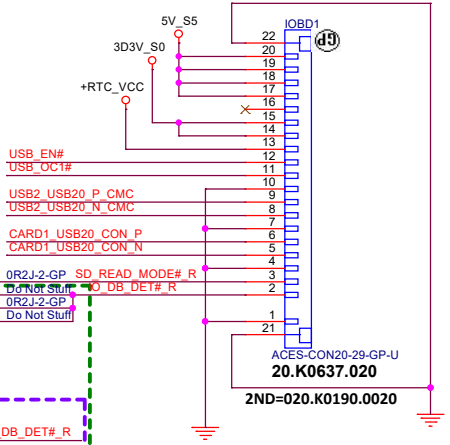 5V_S5
IOBD1
3D3V_S0
22
GP
20
19
18
+RTC_VCC
17
16
15
14
13
USB_EN#
12
USB_OC1#
11
10
USB2_USB20_P_CMC
9
USB2_USB20_N_CMC
8
7
CARD1_USB20_CON_P
6
CARD1_USB20_CON_N
5
4
0R2J-2-GP SD_READ_MODE#_R
3
Do Not Stuff
_DB_DET#_R
2
0R2J-2-GP
Do Not Stuff
1
21
ACES-CON20-29-GP-U
20.K0637.020
2ND=020.K0190.0020
DB_DET#_R